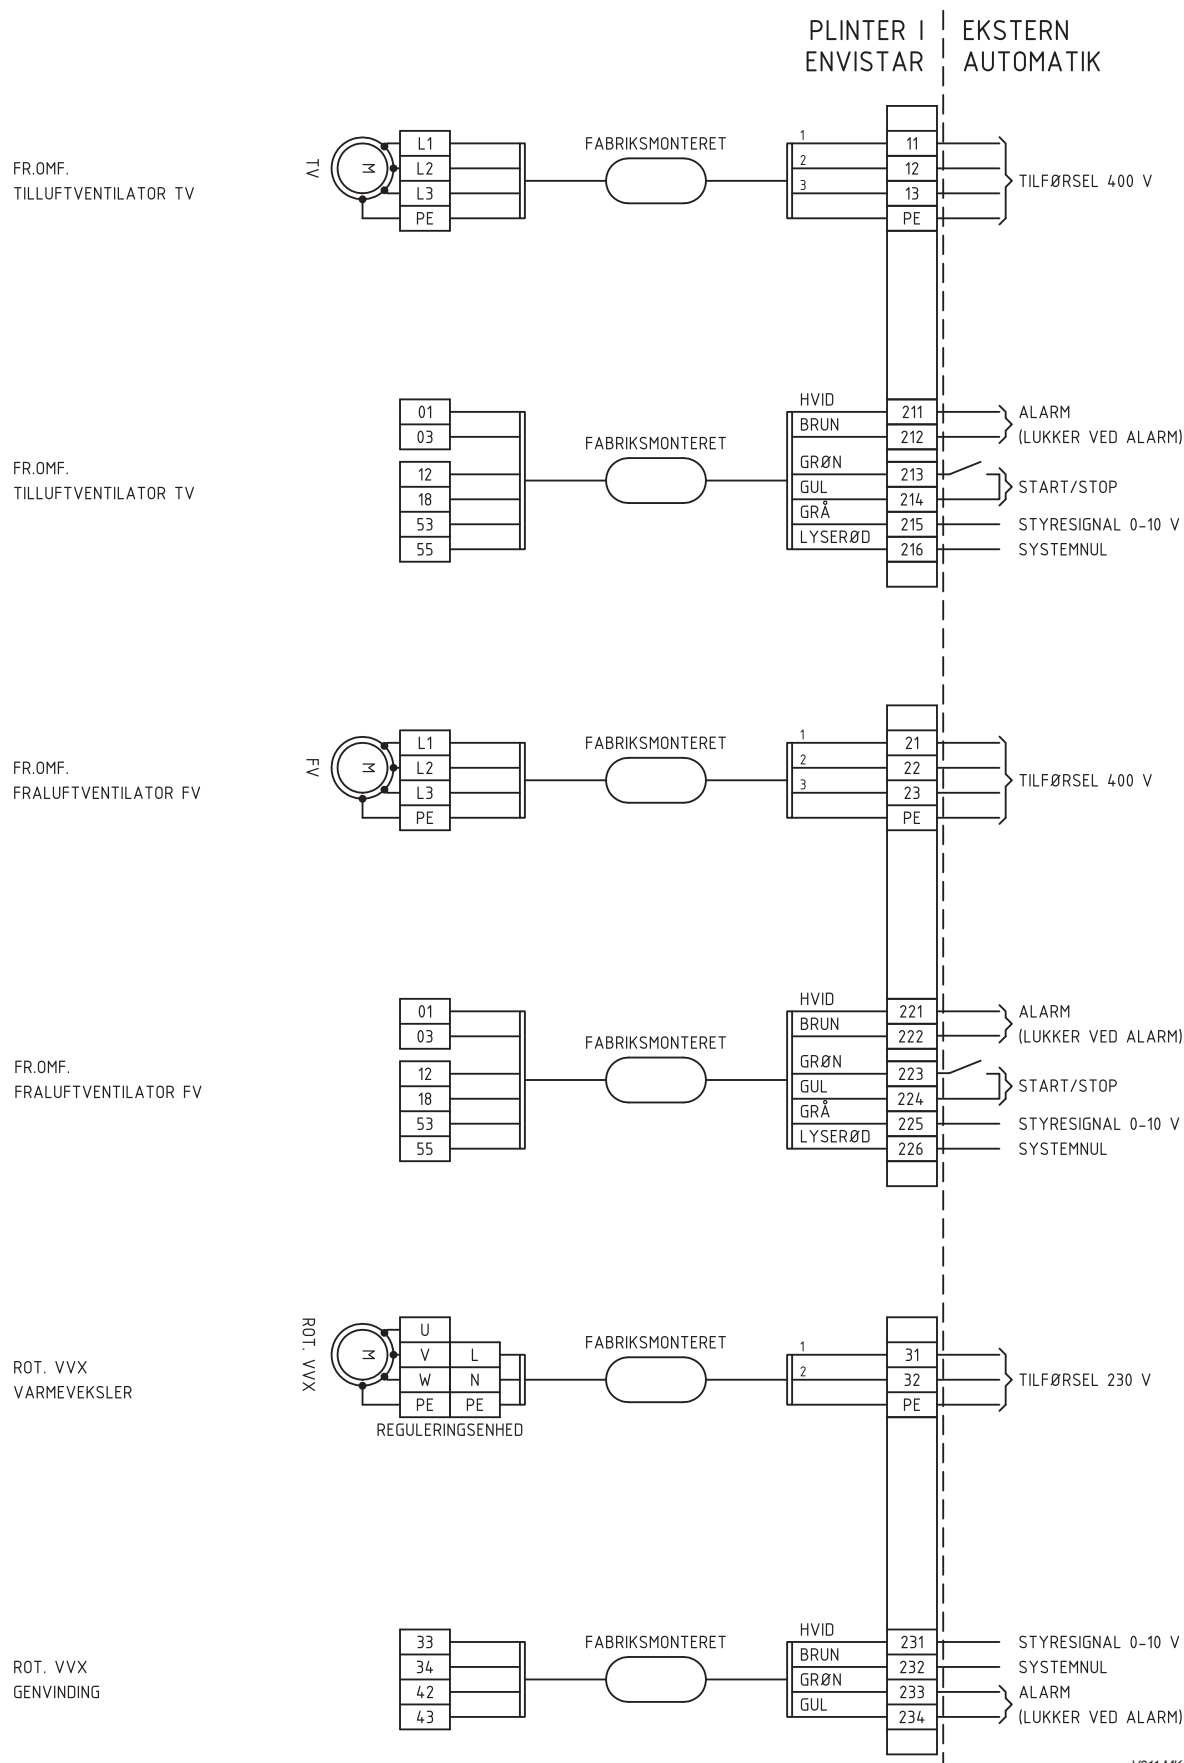 PLINTER I
ENVISTAR
EKSTERN
AUTOMATIK
FR.OMF.
TILLUFTVENTILATOR TV
TV
M
L1
L2
L3
PE
FABRIKSMONTERET
1
2
3
11
12
13
PE
TILFØRSEL 400 V
FR.OMF.
TILLUFTVENTILATOR TV
01
03
12
18
53
55
FABRIKSMONTERET
HVID
BRUN
GRØN
GUL
GRÅ
LYSERØD
211
212
213
214
215
216
ALARM
(LUKKER VED ALARM)
START/STOP
STYRESIGNAL 0-10 V
SYSTEMNUL
FR.OMF.
FRALUFTVENTILATOR FV
FV
M
L1
L2
L3
PE
FABRIKSMONTERET
1
2
3
21
22
23
PE
TILFØRSEL 400 V
FR.OMF.
FRALUFTVENTILATOR FV
01
03
12
18
53
55
FABRIKSMONTERET
HVID
BRUN
GRØN
GUL
GRÅ
LYSERØD
221
222
223
224
225
226
ALARM
(LUKKER VED ALARM)
START/STOP
STYRESIGNAL 0-10 V
SYSTEMNUL
ROT. VVX
VARMEVEKSLER
ROT. VVX
M
U
V L
W N
PE PE
REGULERINGSENHED
FABRIKSMONTERET
1
2
31
32
PE
TILFØRSEL 230 V
ROT. VVX
GENVINDING
33
34
42
43
FABRIKSMONTERET
HVID
BRUN
GRØN
GUL
231
232
233
234
STYRESIGNAL 0-10 V
SYSTEMNUL
ALARM
(LUKKER VED ALARM)